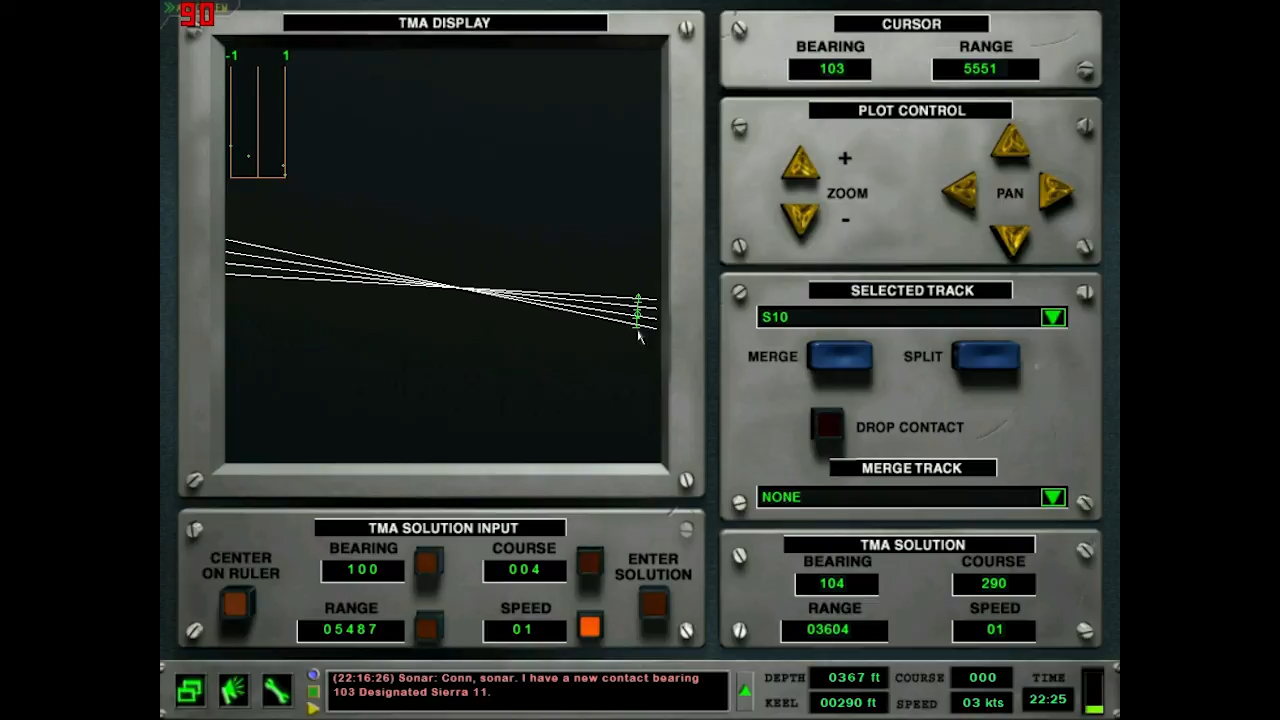 90
TMA DISPLAY
-1 1
CURSOR
BEARING RANGE
103 5551
PLOT CONTROL
+
ZOOM
-
PAN
SELECTED TRACK
S10
MERGE SPLIT
DROP CONTACT
MERGE TRACK
NONE
TMA SOLUTION INPUT
CENTER
ON RULER
BEARING
100
COURSE
004
ENTER
SOLUTION
RANGE
05487
SPEED
01
TMA SOLUTION
BEARING COURSE
104 290
RANGE SPEED
03604 01
(22:16:26) Sonar: Conn, sonar. I have a new contact bearing
103 Designated Sierra 11.
DEPTH 0367 ft COURSE 000 TIME
KEEL 00290 ft SPEED 03 kts 22:25